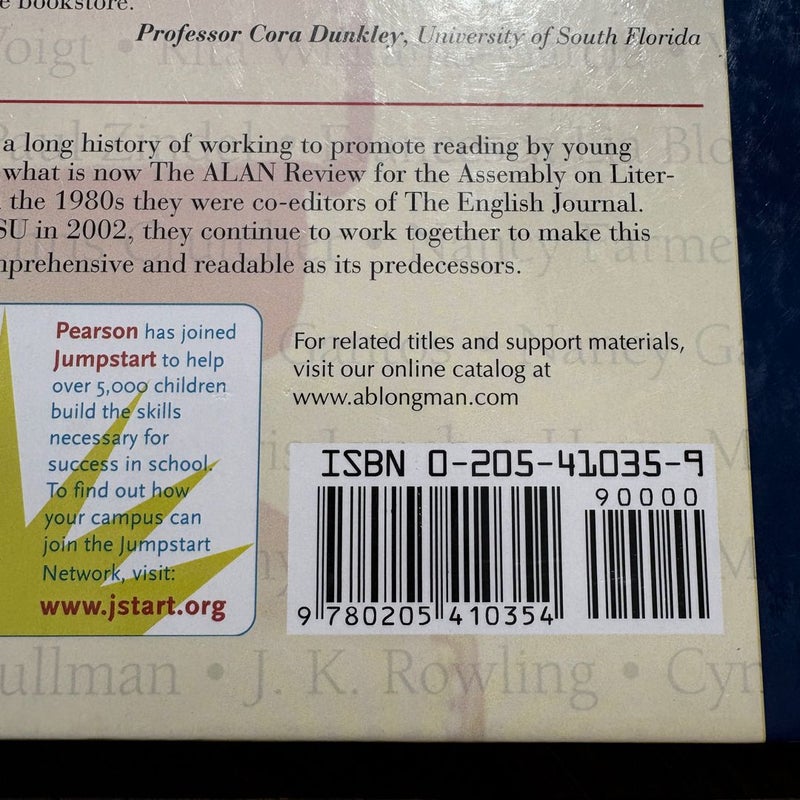 e bookstore.
Professor Cora Dunkley, University of South Florida
Voigt •
a long history of working to promote reading by young
what is now The ALAN Review for the Assembly on Liter-
the 1980s they were co-editors of The English Journal.
SU in 2002, they continue to work together to make this
mprehensive and readable as its predecessors.
Pearson has joined
Jumpstart to help
over 5,000 children
build the skills
necessary for
success in school.
To find out how
your campus can
join the Jumpstart
Network, visit:
www.jstart.org
For related titles and support materials,
visit our online catalog at
www.ablongman.com
ISBN 0-205-41035-9
90000
9 780205 410354
ullman • J. K. Rowling • Cyn